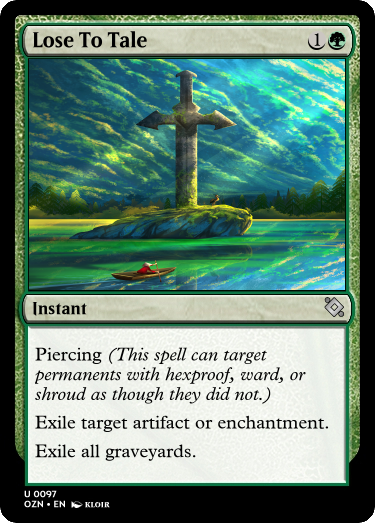 Lose To Tale 1
Instant
Piercing (This spell can target
permanents with hexproof, ward, or
shroud as though they did not.)
Exile target artifact or enchantment.
Exile all graveyards.
U 0097
OZN • EN KLOIR